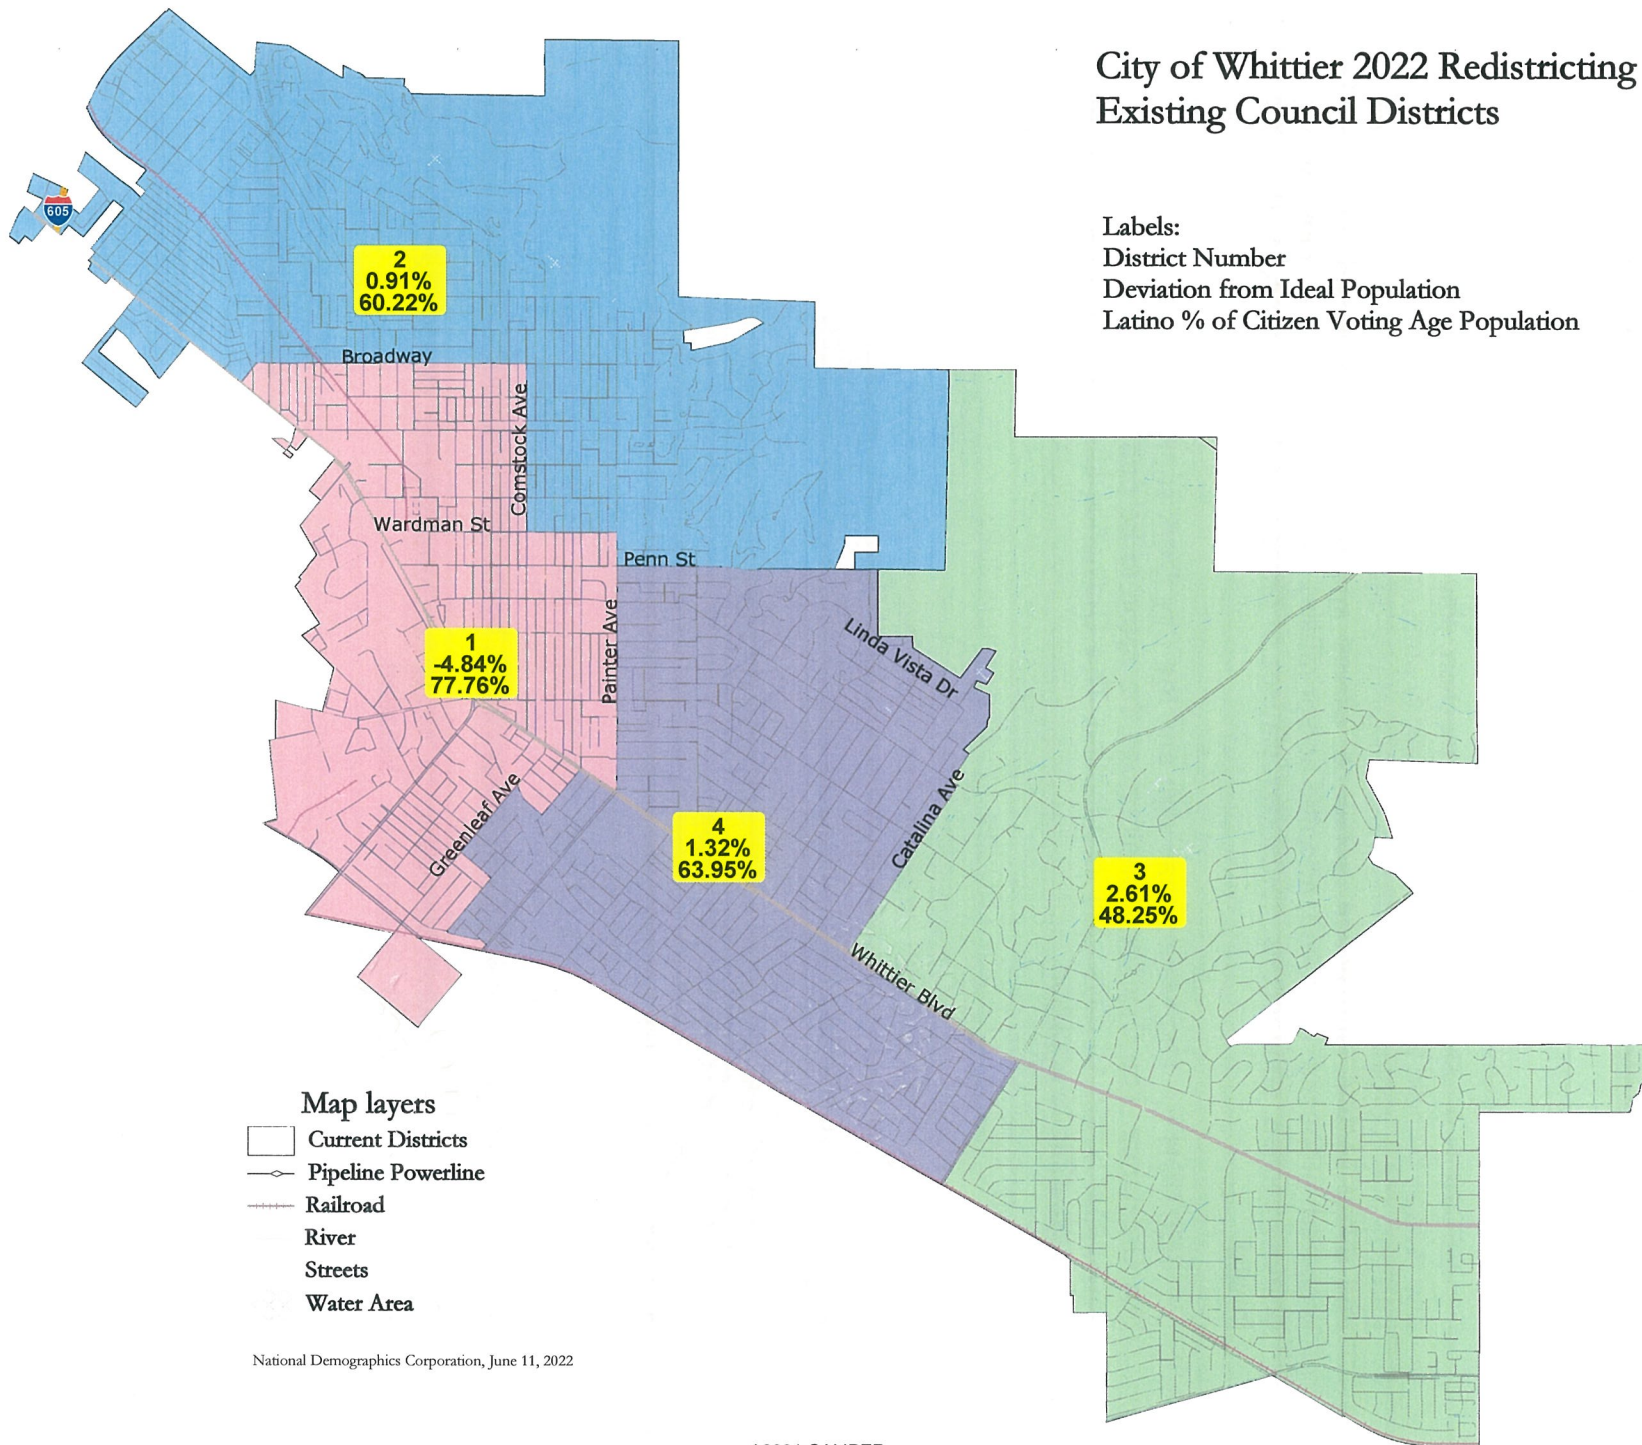 City of Whittier 2022 Redistricting
Existing Council Districts
Labels:
District Number
Deviation from Ideal Population
Latino % of Citizen Voting Age Population
605
2
0.91%
60.22%
Broadway
Comstock Ave
Wardman St
Penn St
Painter Ave
Linda Vista Dr
1
-4.84%
77.76%
Greenleaf Ave
Catalina Ave
4
1.32%
63.95%
3
2.61%
48.25%
Whittier Blvd
Map layers
Current Districts
Pipeline Powerline
Railroad
River
Streets
Water Area
National Demographics Corporation, June 11, 2022